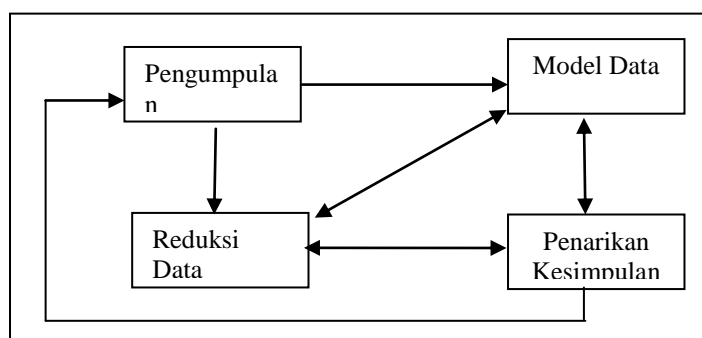 Pengumpula
n
Model Data
Reduksi
Data
Penarikan
Kesimpulan